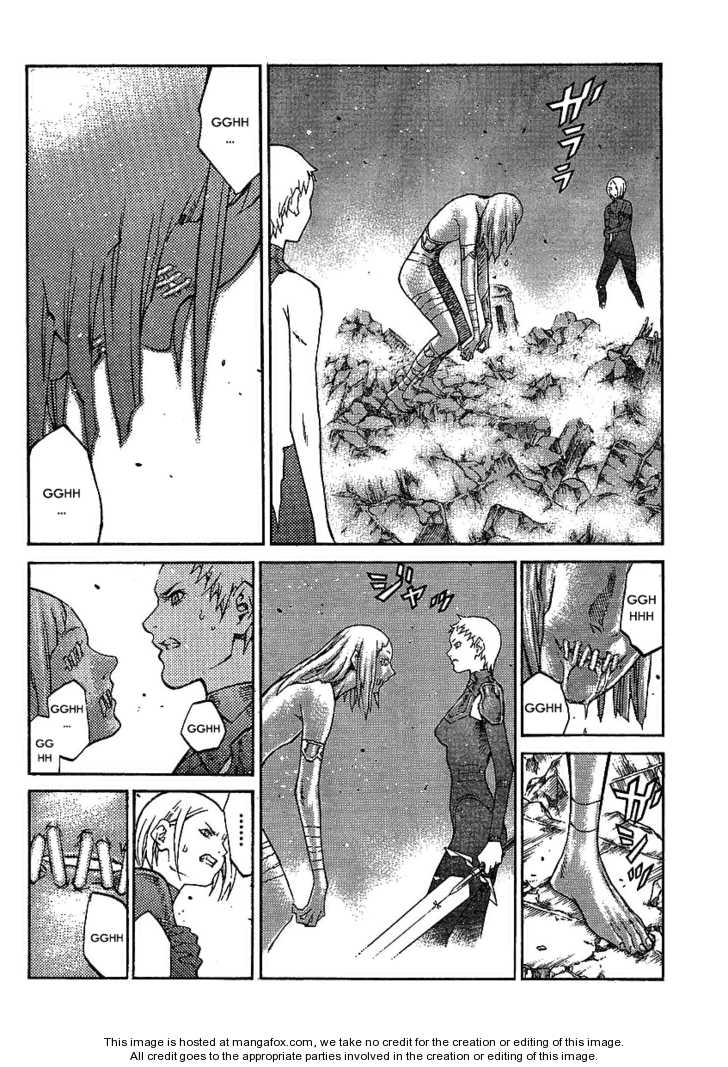 GGHH
...
ガララ
GGHH
...
GGHH
...
GG
HH
GGHH
ジャッ
GGH
HHH
GGHH
GGHH
......
ザッ
This image is hosted at mangafox.com, we take no credit for the creation or editing of this image.
All credit goes to the appropriate parties involved in the creation or editing of this image.